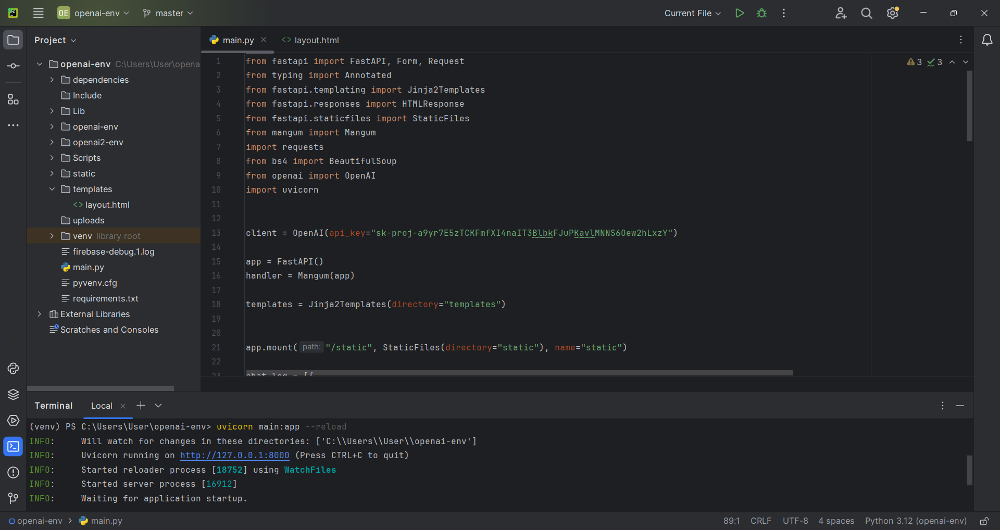 OE openai-env master Current File
Project
main.py
layout.html
openai-env C:\Users\User\opena
dependencies
Include
Lib
openai-env
openai2-env
Scripts
static
templates
layout.html
uploads
venv library root
firebase-debug.1.log
main.py
pyvenv.cfg
requirements.txt
External Libraries
Scratches and Consoles
3 3
1 from fastapi import FastAPI, Form, Request
2 from typing import Annotated
3 from fastapi.templating import Jinja2Templates
4 from fastapi.responses import HTMLResponse
5 from fastapi.staticfiles import StaticFiles
6 from mangum import Mangum
7 import requests
8 from bs4 import BeautifulSoup
9 from openai import OpenAI
10 import uvicorn
11
12
13 client = OpenAI(api_key="sk-proj-a9yr7E5zTCKFmfXI4naIT3BlbkFJuPKavlMNNS6Oew2hLxzY")
14
15 app = FastAPI()
16 handler = Mangum(app)
17
18 templates = Jinja2Templates(directory="templates")
19
20
21 app.mount( path: "/static", StaticFiles(directory="static"), name="static")
22
23 chat_log = [{
Terminal Local
(venv) PS C:\Users\User\openai-env> uvicorn main:app --reload
INFO: Will watch for changes in these directories: ['C:\\Users\\User\\openai-env']
INFO: Uvicorn running on http://127.0.0.1:8000 (Press CTRL+C to quit)
INFO: Started reloader process [18752] using WatchFiles
INFO: Started server process [16912]
INFO: Waiting for application startup.
openai-env > main.py
89:1 CRLF UTF-8 4 spaces Python 3.12 (openai-env)